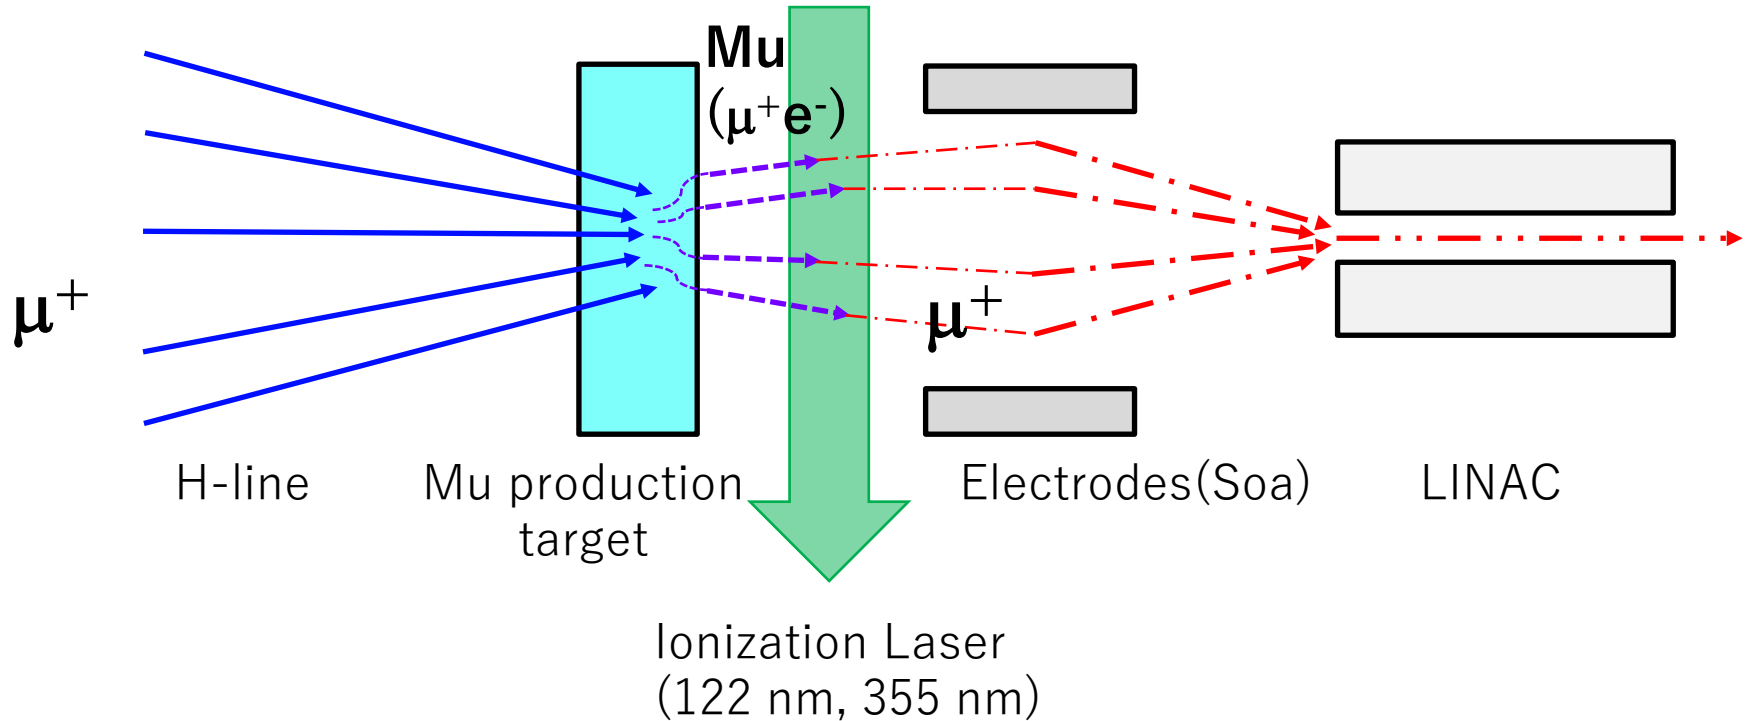 Mu
(μ⁺e⁻)
μ⁺
μ⁺
H-line
Mu production
target
Electrodes(Soa)
LINAC
Ionization Laser
(122 nm, 355 nm)